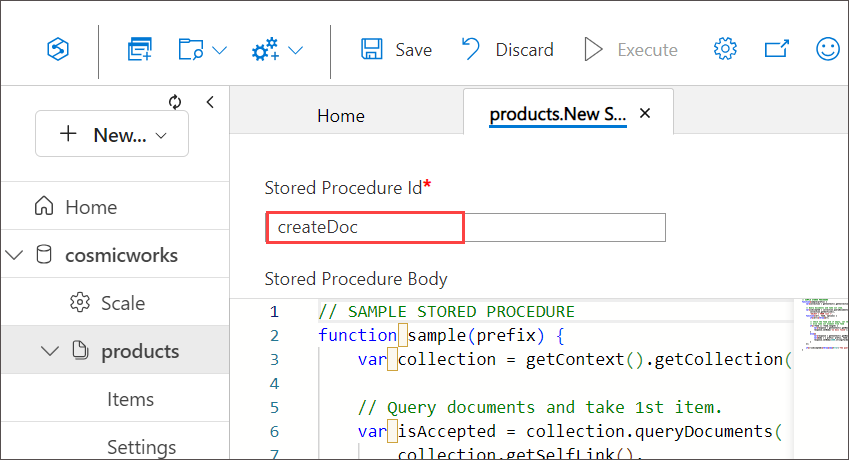 Save Discard Execute
Home products.New S...
New...
Stored Procedure Id*
Home
createDoc
cosmicworks
Stored Procedure Body
Scale
1 // SAMPLE STORED PROCEDURE
2 function sample(prefix) {
products
3 var collection = getContext().getCollection(
4
Items
5 // Query documents and take 1st item.
6 var isAccepted = collection.queryDocuments(
Settings
7 collection.getSelfLink(),